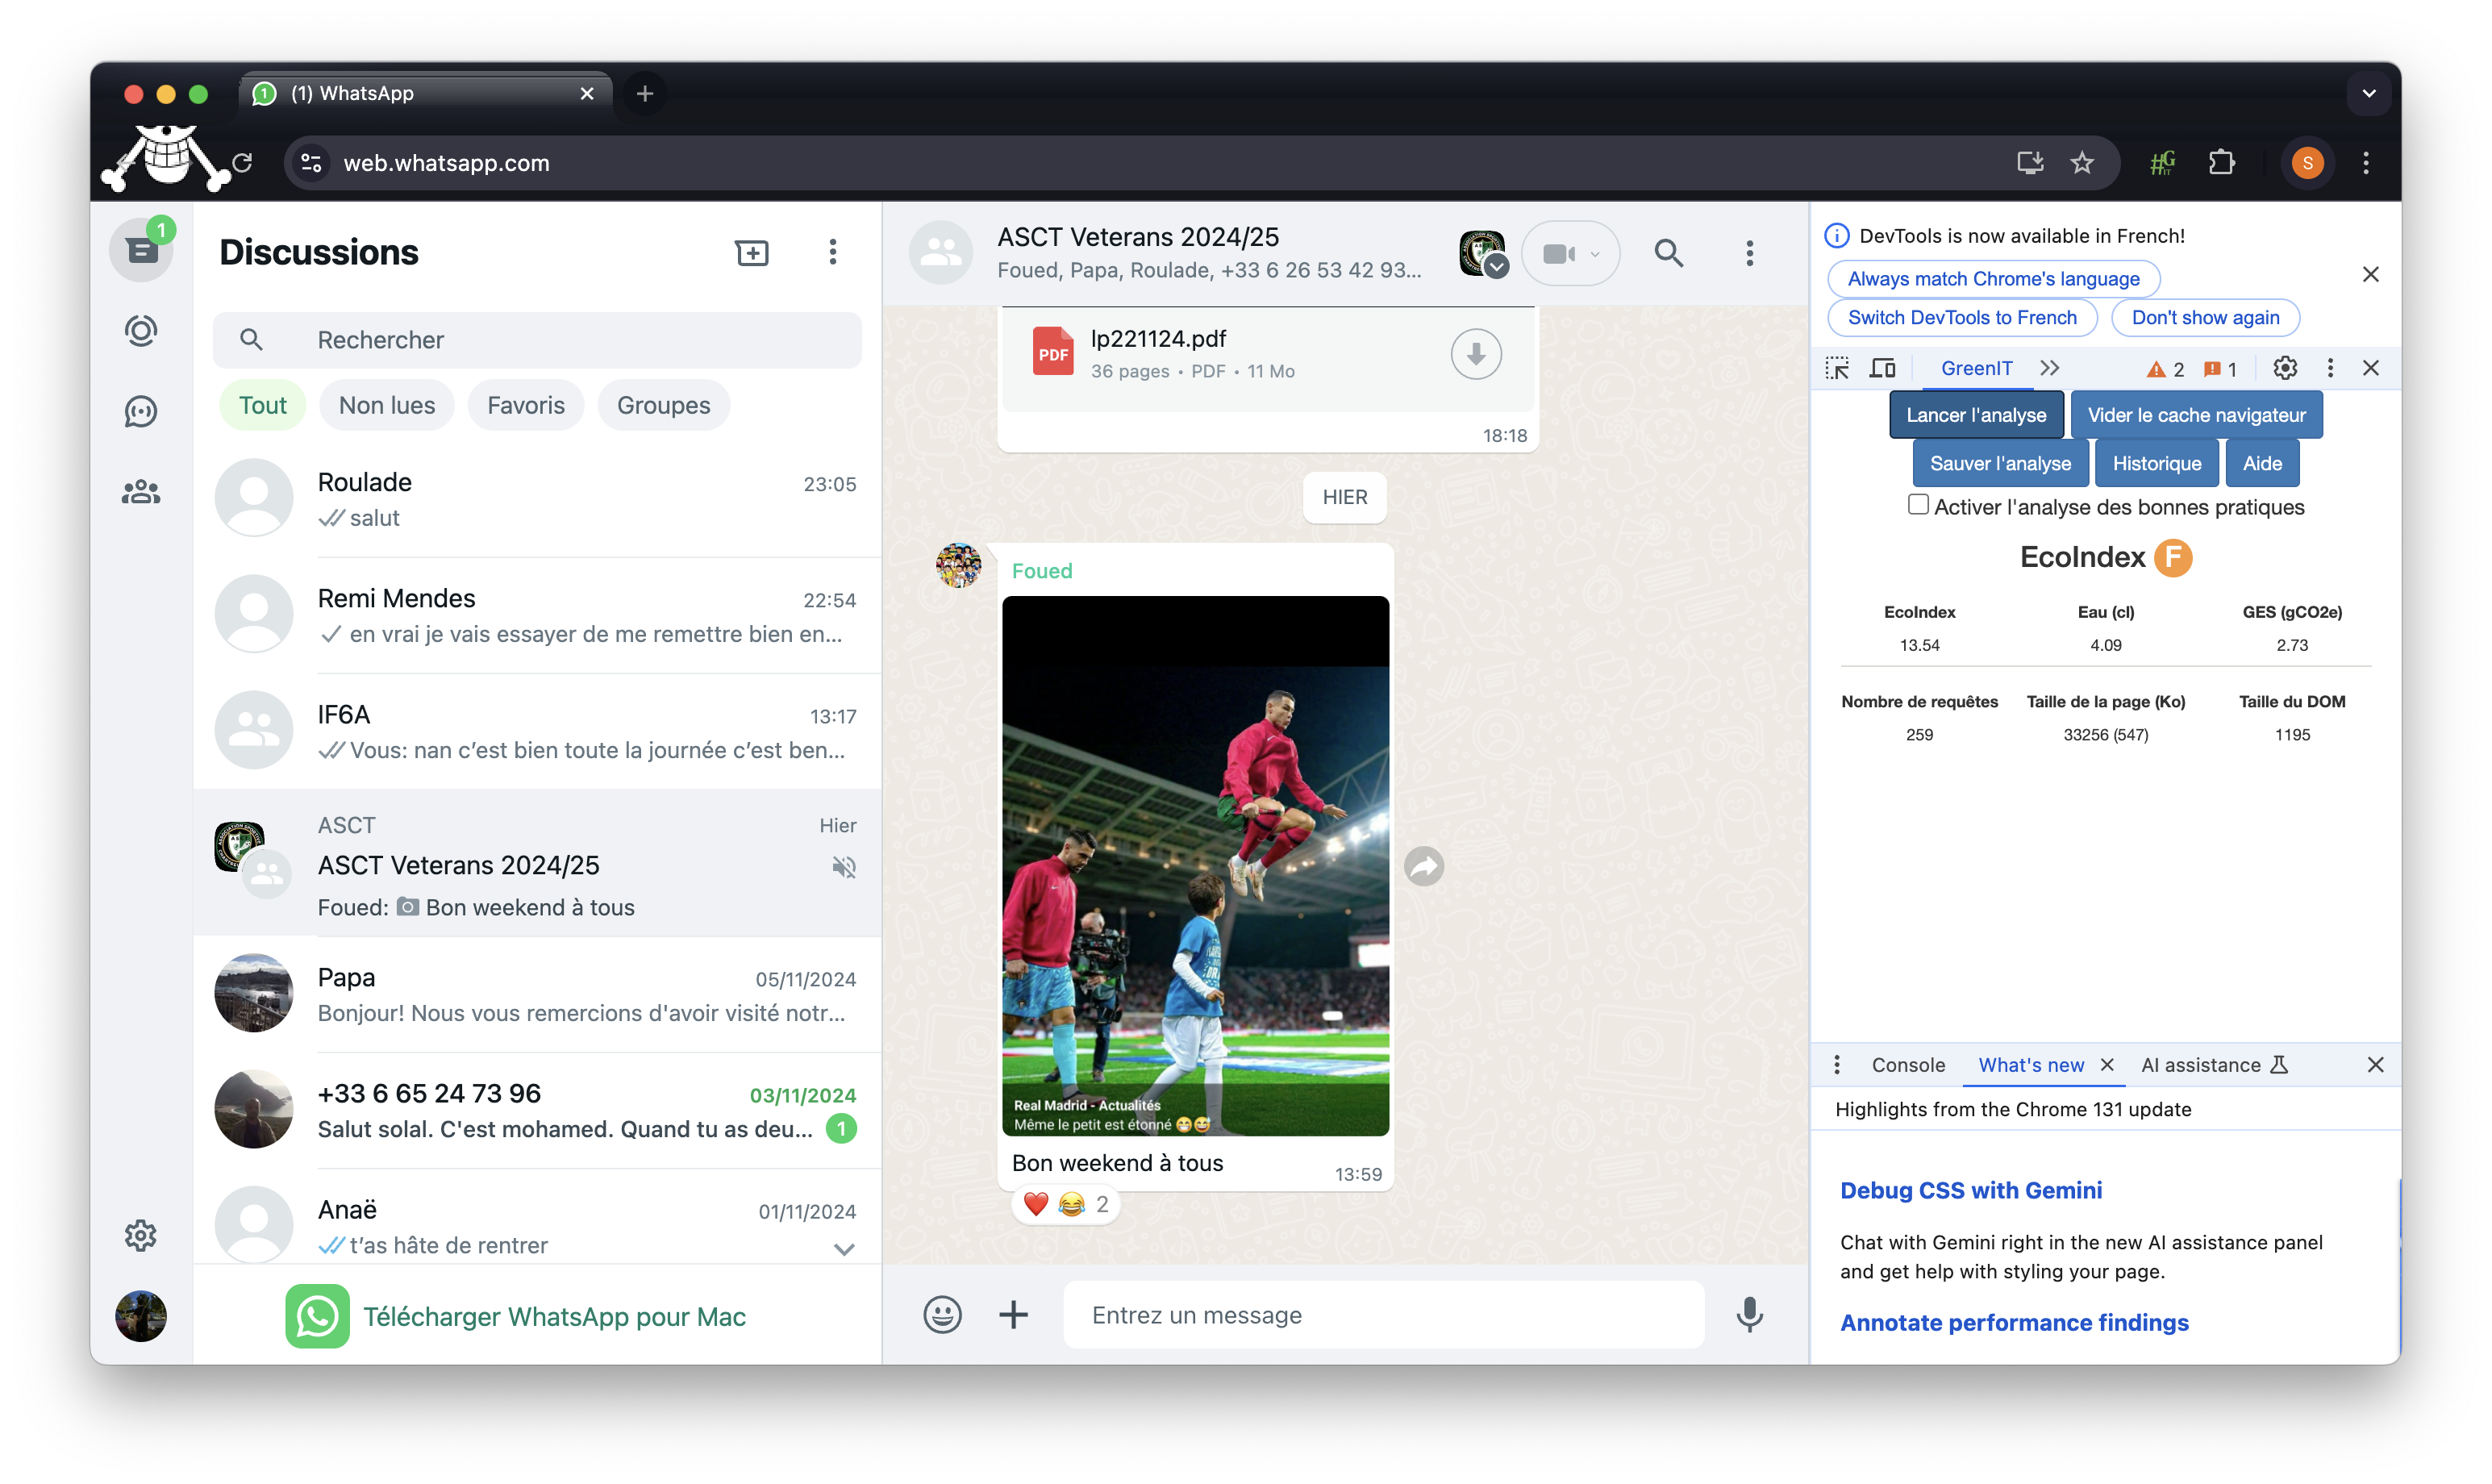 (1) WhatsApp
web.whatsapp.com
S
1
Discussions
Rechercher
Tout
Non lues
Favoris
Groupes
Roulade
23:05
salut
Remi Mendes
22:54
en vrai je vais essayer de me remettre bien en...
IF6A
13:17
Vous: nan c’est bien toute la journée c’est ben...
ASCT
Hier
ASCT Veterans 2024/25
Foued: Bon weekend à tous
Papa
05/11/2024
Bonjour! Nous vous remercions d'avoir visité notr...
+33 6 65 24 73 96
03/11/2024
Salut solal. C'est mohamed. Quand tu as deu...
1
Anaë
01/11/2024
t’as hâte de rentrer
Télécharger WhatsApp pour Mac
ASCT Veterans 2024/25
Foued, Papa, Roulade, +33 6 26 53 42 93...
PDF
lp221124.pdf
36 pages • PDF • 11 Mo
18:18
HIER
Foued
Real Madrid - Actualités
Même le petit est étonné 😁😅
Bon weekend à tous
13:59
❤️ 😂 2
Entrez un message
DevTools is now available in French!
Always match Chrome's language
Switch DevTools to French
Don't show again
GreenIT
2
1
Lancer l'analyse
Vider le cache navigateur
Sauver l'analyse
Historique
Aide
Activer l'analyse des bonnes pratiques
EcoIndex F
EcoIndex Eau (cl) GES (gCO2e)
13.54 4.09 2.73
Nombre de requêtes Taille de la page (Ko) Taille du DOM
259 33256 (547) 1195
Console
What's new
AI assistance
Highlights from the Chrome 131 update
Debug CSS with Gemini
Chat with Gemini right in the new AI assistance panel
and get help with styling your page.
Annotate performance findings